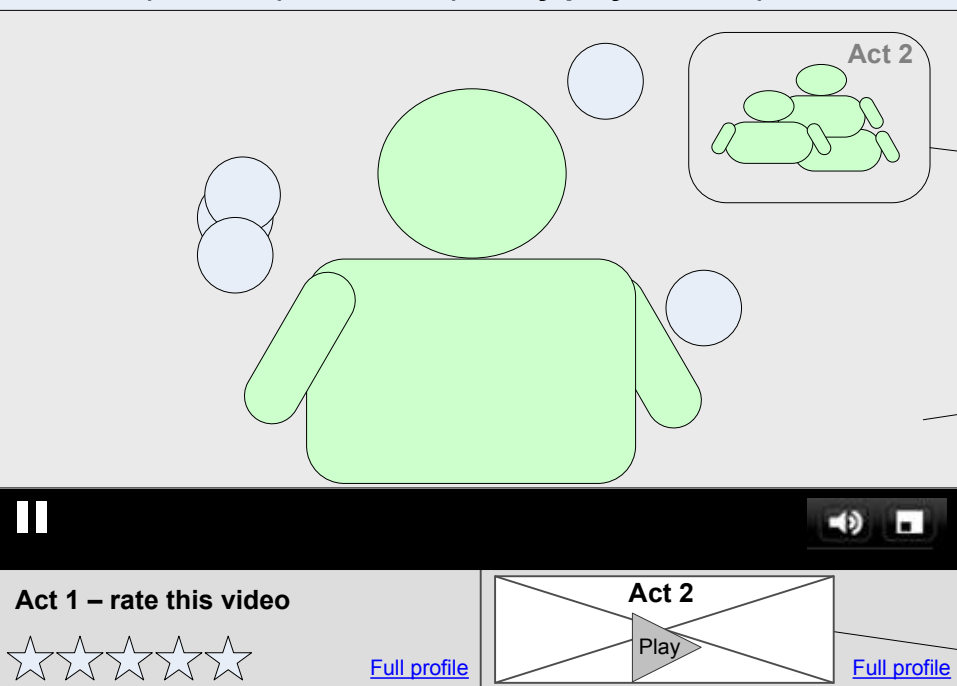 Act 2
Act 1 – rate this video
Full profile
Act 2
Play
Full profile